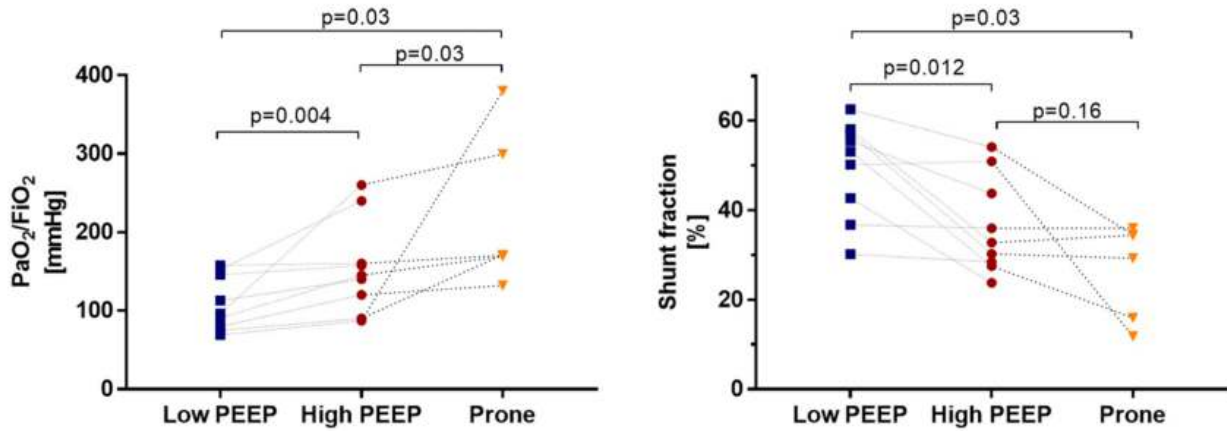 p=0.03
p=0.03
p=0.004
400
300
200
100
0
PaO₂/FiO₂
[mmHg]
Low PEEP High PEEP Prone
p=0.03
p=0.012
p=0.16
60
40
20
0
Shunt fraction
[%]
Low PEEP High PEEP Prone